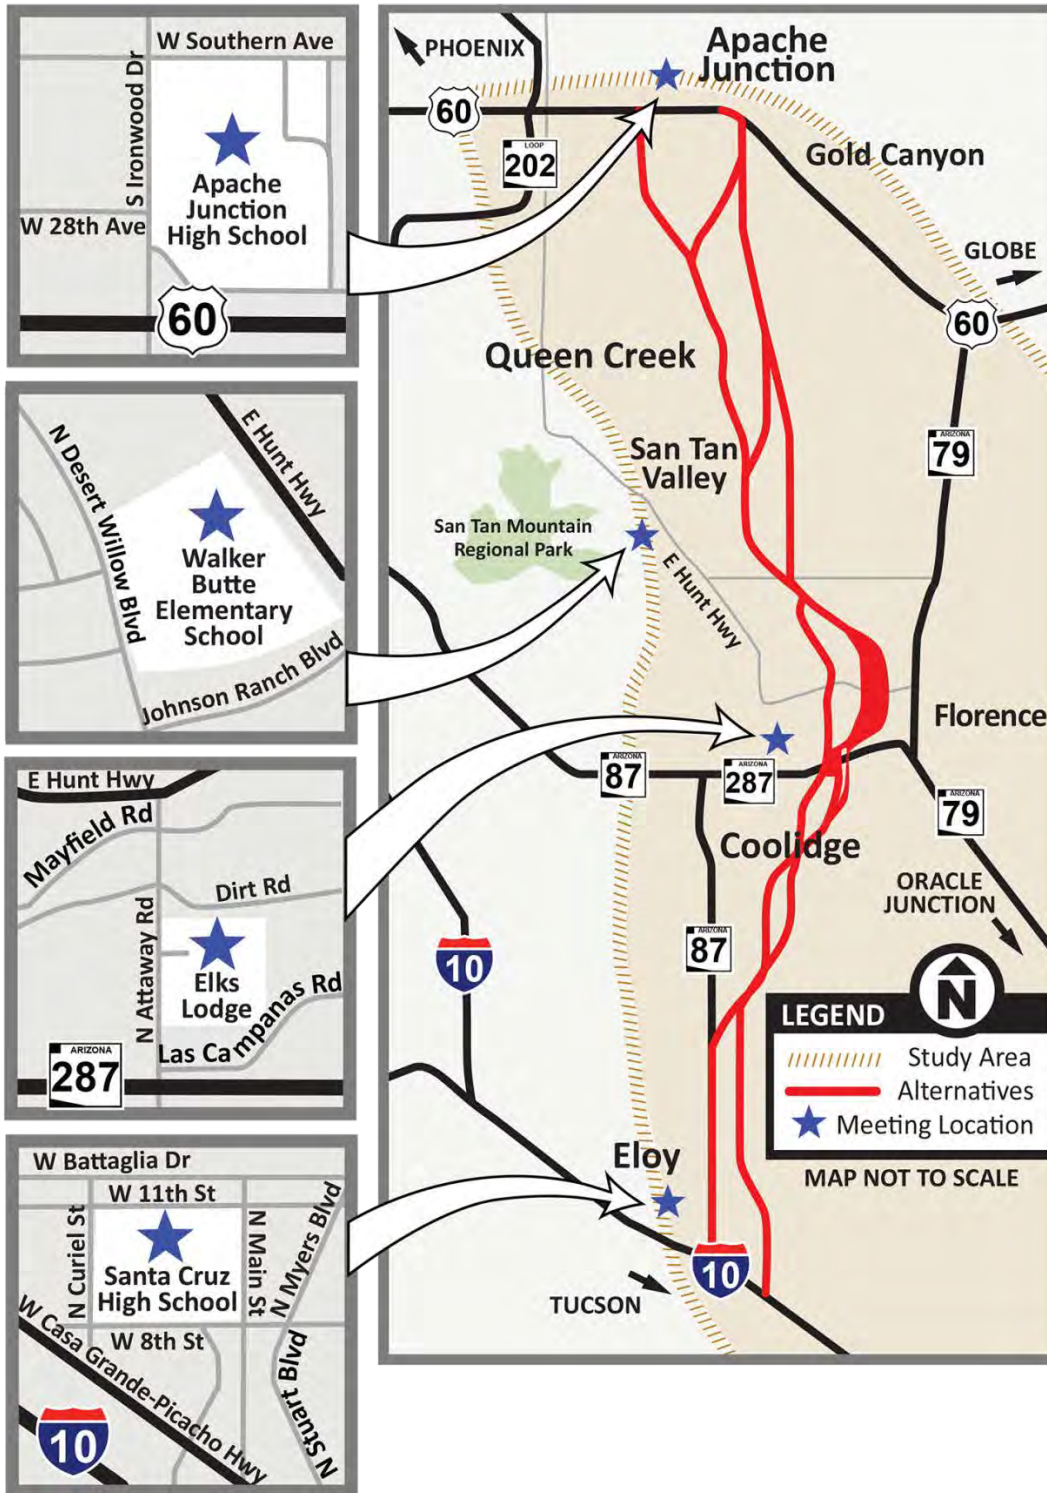 W Southern Ave
S Ironwood Dr
Apache
Junction
High School
W 28th Ave
60
N Desert Willow Blvd
E Hunt Hwy
Walker
Butte
Elementary
School
Johnson Ranch Blvd
E Hunt Hwy
Mayfield Rd
Dirt Rd
N Attaway Rd
Elks
Lodge
Las Campanas Rd
ARIZONA
287
W Battaglia Dr
W 11th St
N Curiel St
N Main St
N Myers Blvd
Santa Cruz
High School
W 8th St
W Casa Grande-Picacho Hwy
N Stuart Blvd
10
PHOENIX
Apache
Junction
60
LOOP
202
Gold Canyon
GLOBE
60
Queen Creek
San Tan
Valley
ARIZONA
79
San Tan Mountain
Regional Park
E Hunt Hwy
Florence
ARIZONA
87
ARIZONA
287
ARIZONA
79
Coolidge
ORACLE
JUNCTION
10
ARIZONA
87
N
LEGEND
Study Area
Alternatives
Meeting Location
MAP NOT TO SCALE
Eloy
10
TUCSON